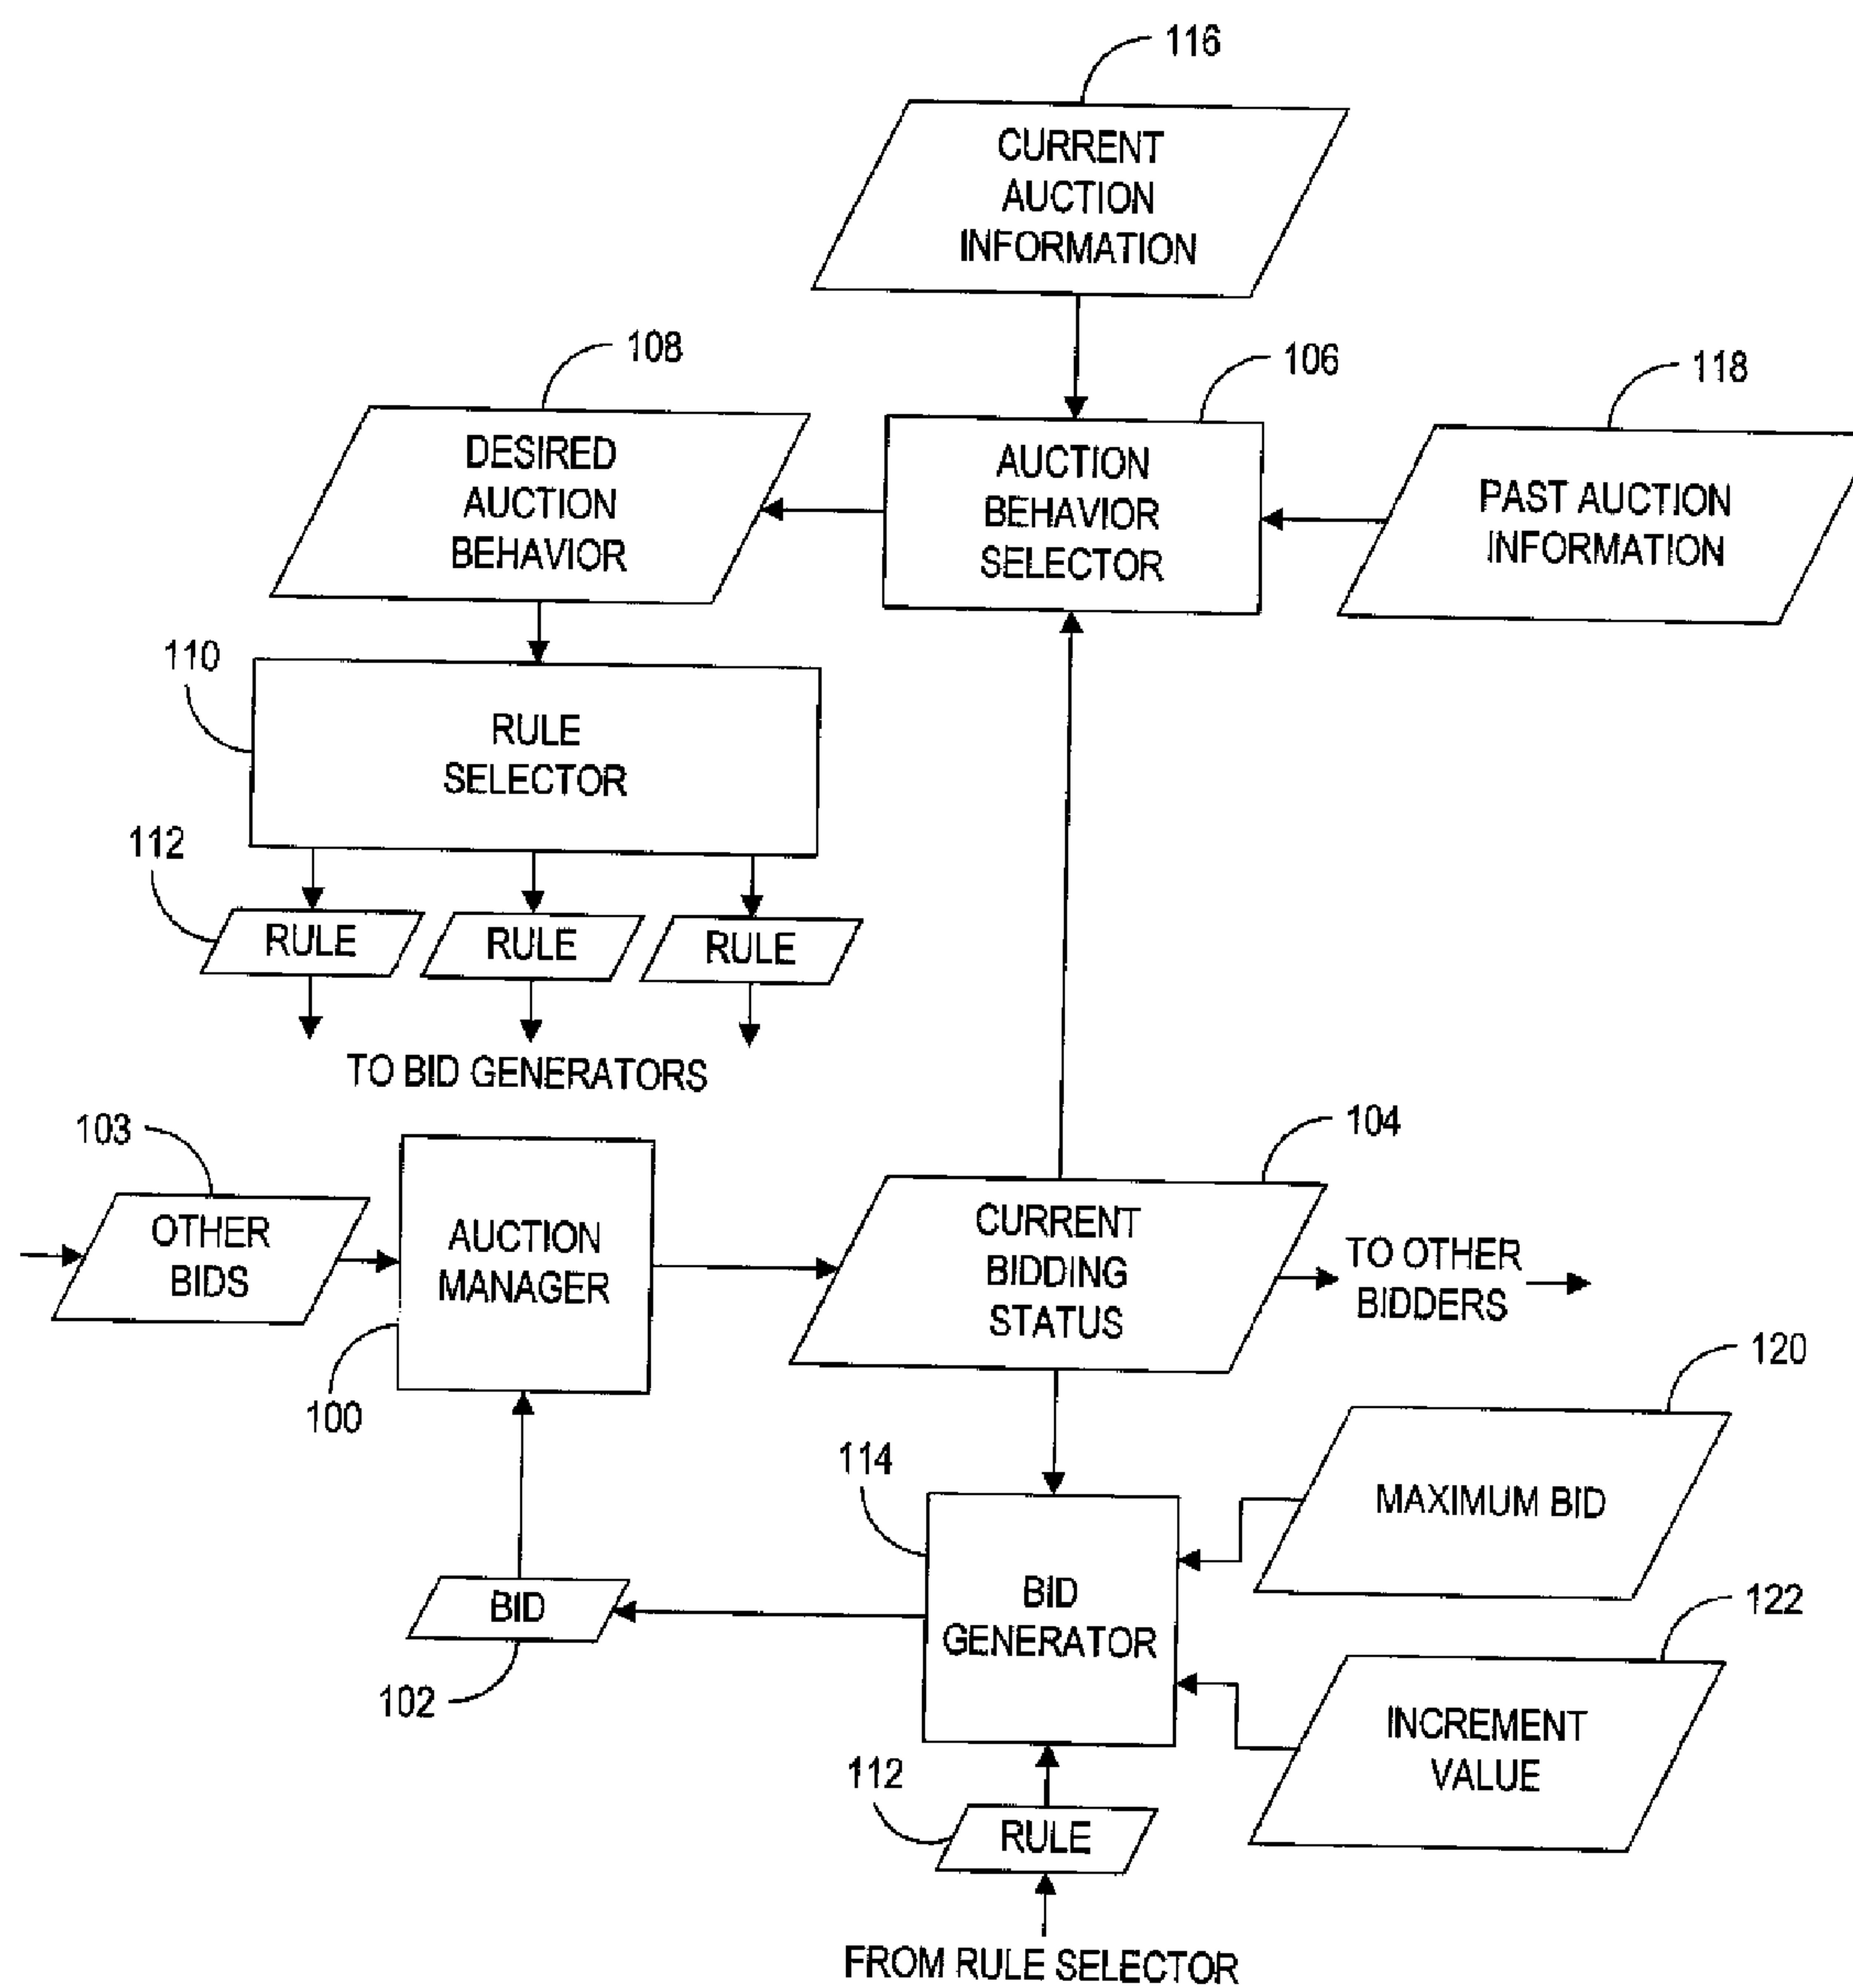 116
CURRENT
AUCTION
INFORMATION
108
106
118
DESIRED
AUCTION
BEHAVIOR
AUCTION
BEHAVIOR
SELECTOR
PAST AUCTION
INFORMATION
110
RULE
SELECTOR
112
RULE
RULE
RULE
TO BID GENERATORS
103
104
OTHER
BIDS
AUCTION
MANAGER
CURRENT
BIDDING
STATUS
TO OTHER
BIDDERS
100
120
114
MAXIMUM BID
BID
102
BID
GENERATOR
122
INCREMENT
VALUE
112
RULE
FROM RULE SELECTOR